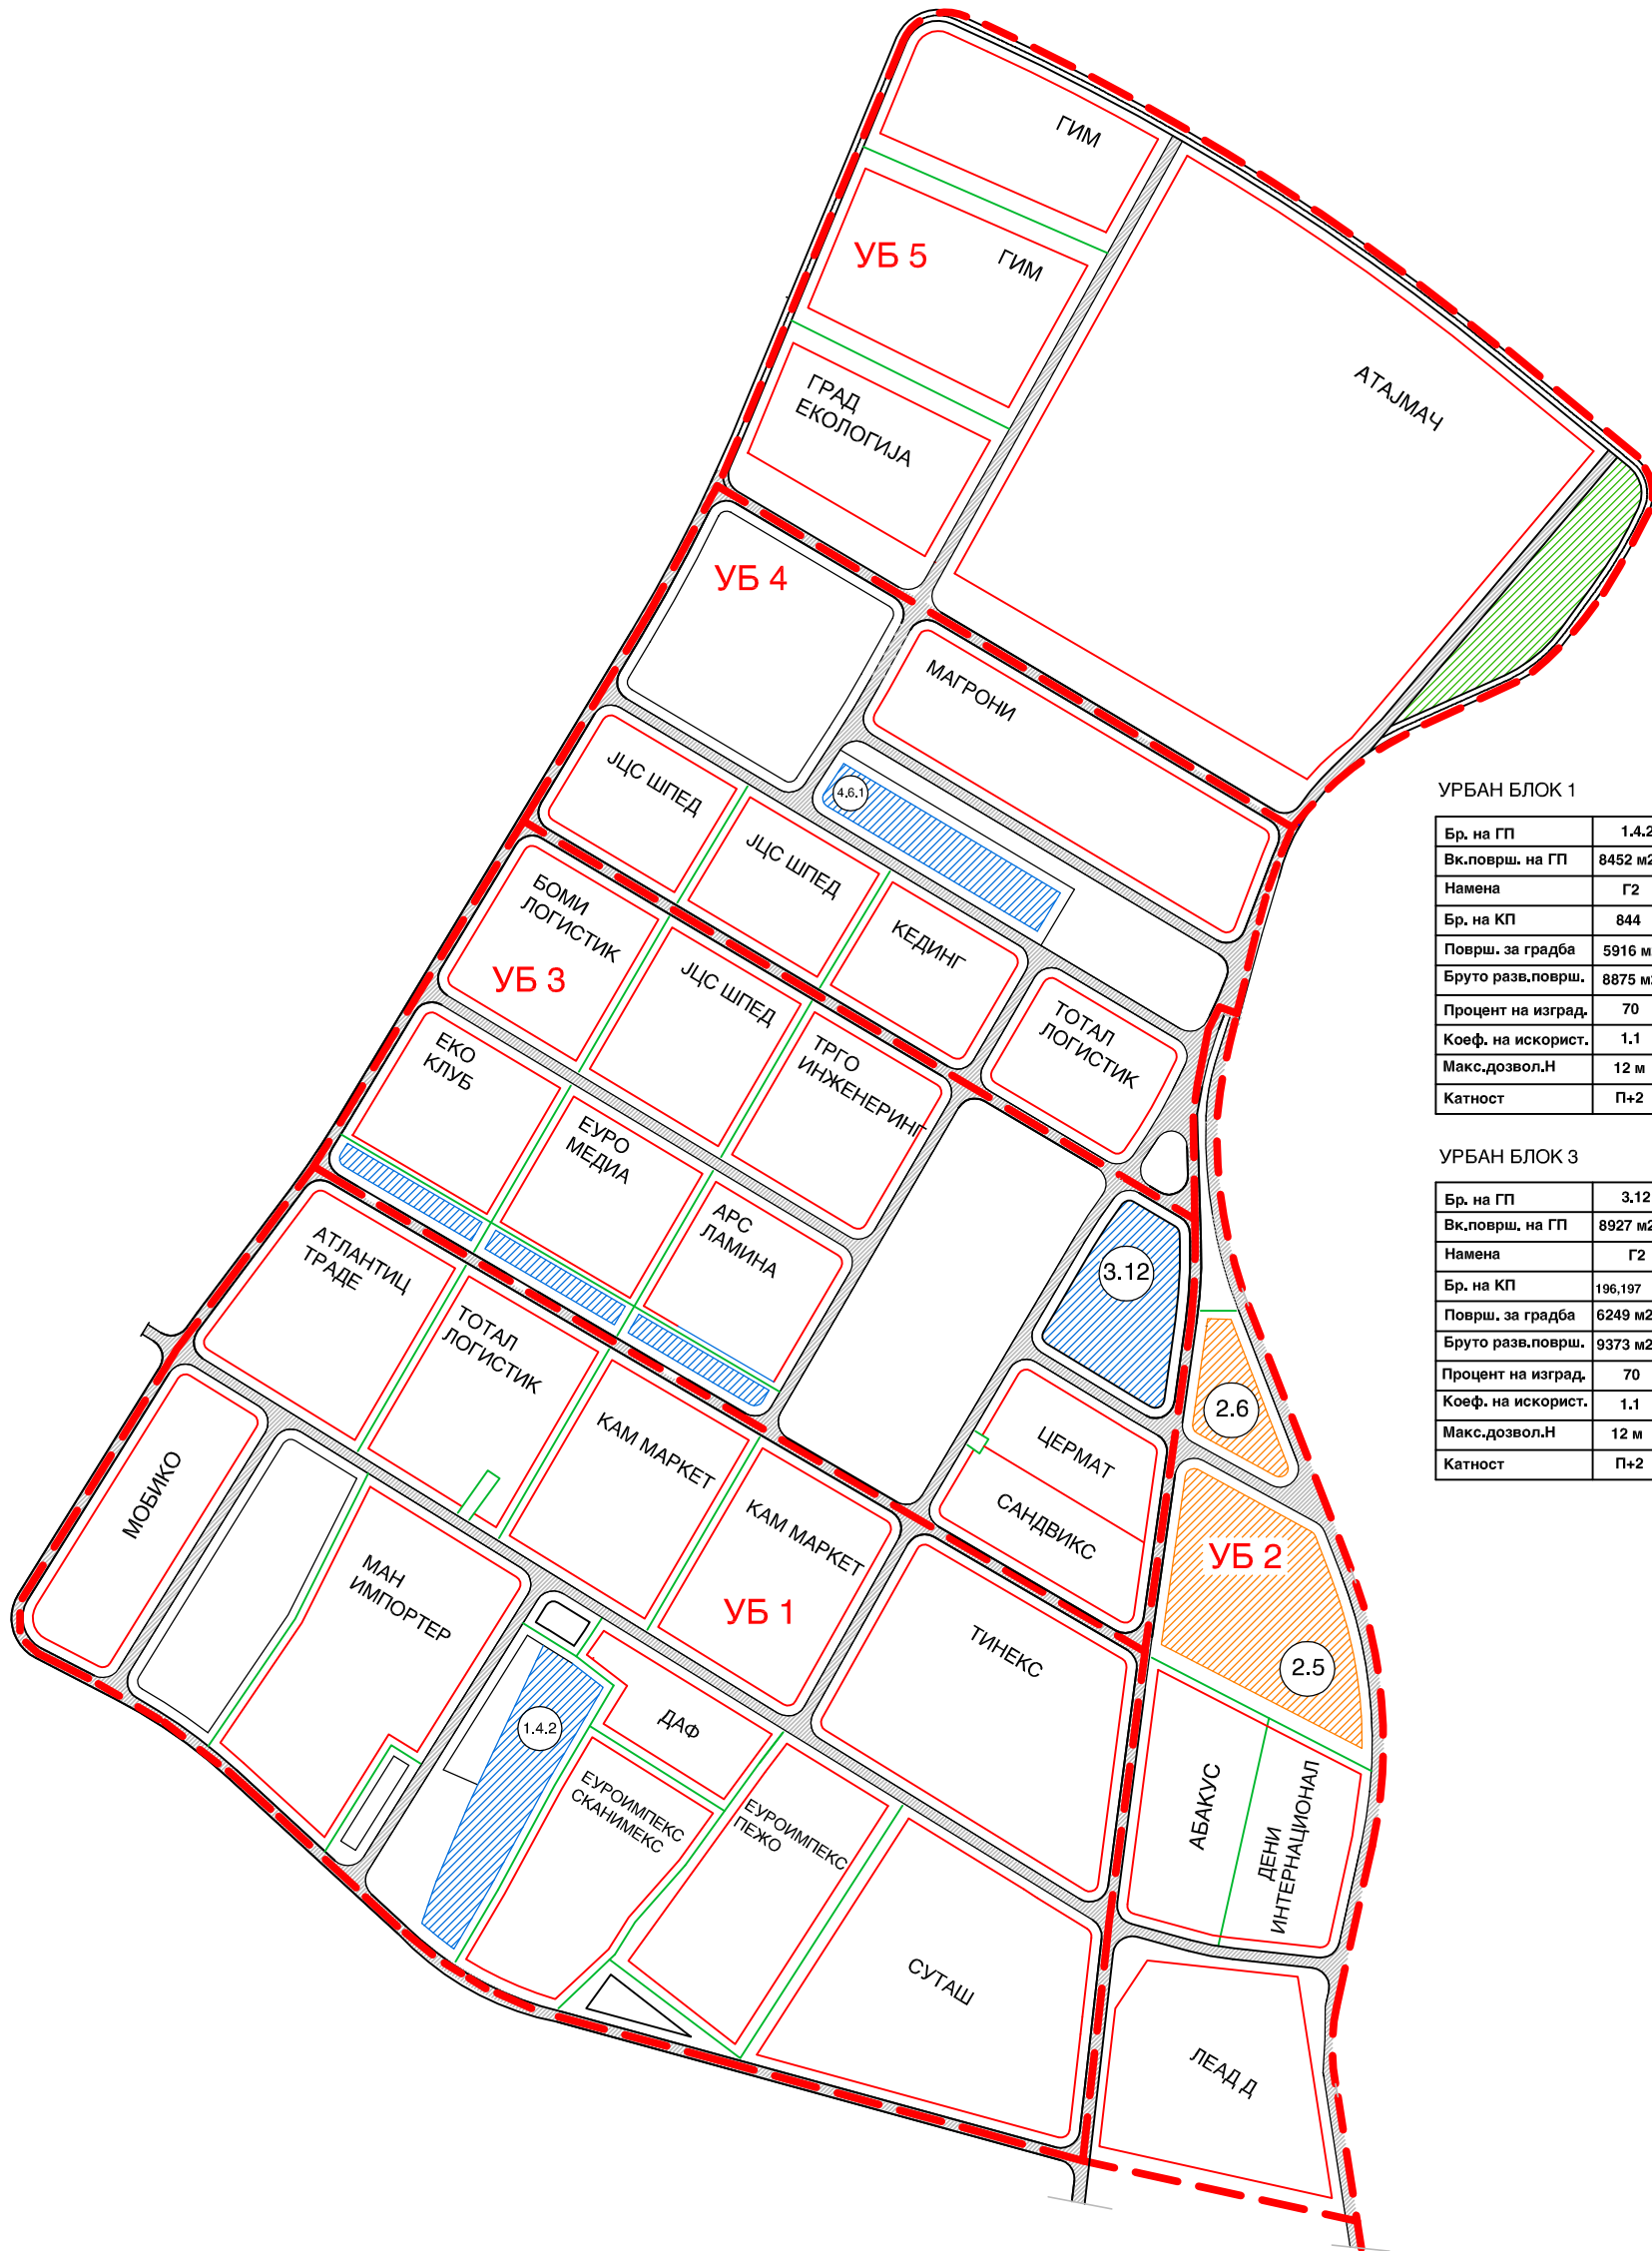 ГИМ
УБ 5
ГИМ
АТАЈМАЧ
ГРАД
ЕКОЛОГИЈА
УБ 4
МАГРОНИ
ЈЦС ШПЕД
4.6.1
ЈЦС ШПЕД
КЕДИНГ
БОМИ
ЛОГИСТИК
УБ 3
ЈЦС ШПЕД
ТОТАЛ
ЛОГИСТИК
ЕКО
КЛУБ
ТРГО
ИНЖЕНЕРИНГ
ЕУРО
МЕДИА
АРС
ЛАМИНА
АТЛАНТИЦ
ТРАДЕ
3.12
ТОТАЛ
ЛОГИСТИК
2.6
КАМ МАРКЕТ
ЦЕРМАТ
МОБИКО
САНДВИКС
КАМ МАРКЕТ
УБ 2
МАН
ИМПОРТЕР
УБ 1
ТИНЕКС
2.5
1.4.2
ДАФ
ЕУРОИМПЕКС
СКАНИМЕКС
ЕУРОИМПЕКС
ПЕЖО
АБАКУС
ДЕНИ
ИНТЕРНАЦИОНАЛ
СУТАШ
ЛЕАД Д
УРБАН БЛОК 1
Бр. на ГП 1.4.2
Вк.површ. на ГП 8452 м2
Намена Г2
Бр. на КП 844
Површ. за градба 5916 м
Бруто разв.површ. 8875 м
Процент на изград. 70
Коеф. на искорист. 1.1
Макс.дозвол.Н 12 м
Катност П+2
УРБАН БЛОК 3
Бр. на ГП 3.12
Вк.површ. на ГП 8927 м2
Намена Г2
Бр. на КП 196,197
Површ. за градба 6249 м2
Бруто разв.површ. 9373 м2
Процент на изград. 70
Коеф. на искорист. 1.1
Макс.дозвол.Н 12 м
Катност П+2